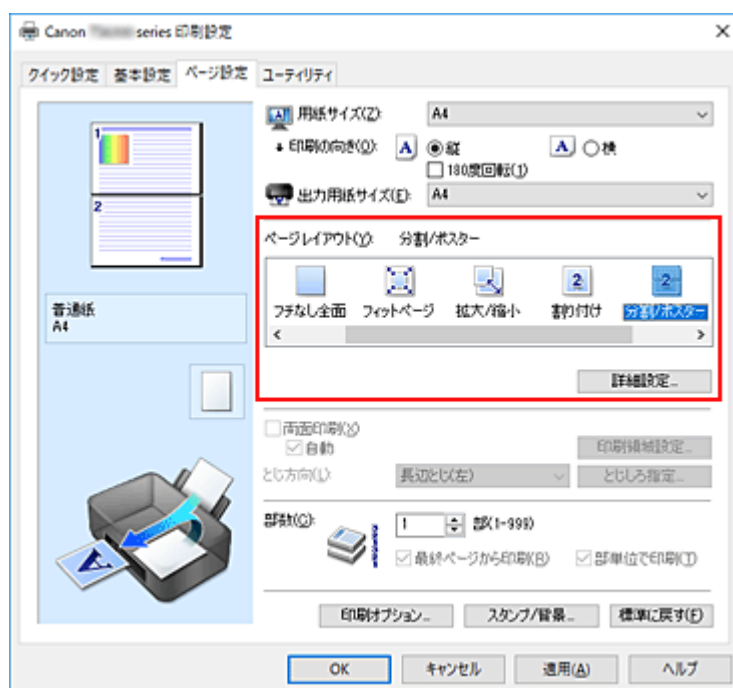 Canon series 印刷設定
クイック設定 基本設定 ページ設定 ユーティリティ
用紙サイズ(Z): A4
印刷の向き(O): A 縦 A 横
180度回転(J)
出力用紙サイズ(E): A4
ページレイアウト(Y): 分割/ポスター
フチなし全面 フィットページ 拡大/縮小 2 割り付け 2 分割/ポスター
詳細設定...
1
2
普通紙
A4
両面印刷(X)
自動
印刷領域設定...
とじ方向(L): 長辺とじ(左) とじしろ指定...
部数(C): 1 部(1-999)
最終ページから印刷(R) 部単位で印刷(T)
印刷オプション... スタンプ/背景... 標準に戻す(F)
OK キャンセル 適用(A) ヘルプ